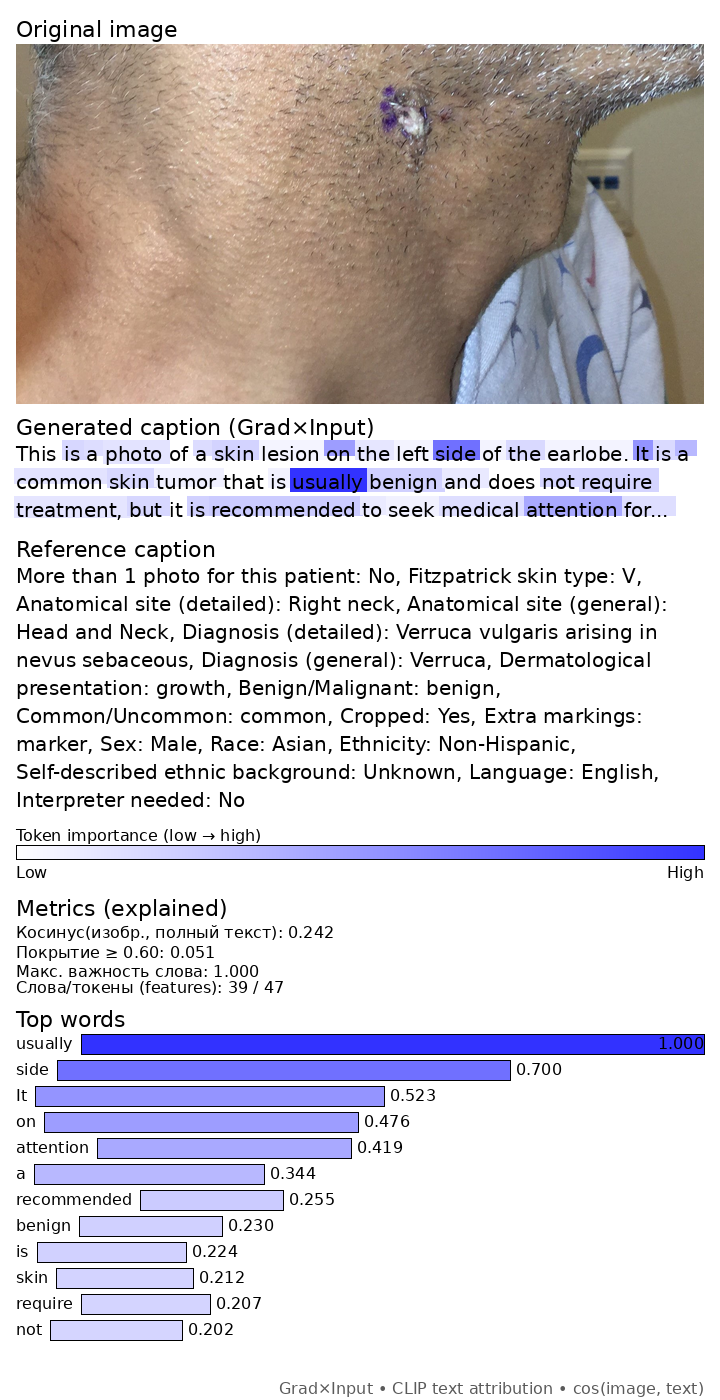 Original image
Generated caption (Grad×Input)
This is a photo of a skin lesion on the left side of the earlobe. It is a
common skin tumor that is usually benign and does not require
treatment, but it is recommended to seek medical attention for...
Reference caption
More than 1 photo for this patient: No, Fitzpatrick skin type: V,
Anatomical site (detailed): Right neck, Anatomical site (general):
Head and Neck, Diagnosis (detailed): Verruca vulgaris arising in
nevus sebaceous, Diagnosis (general): Verruca, Dermatological
presentation: growth, Benign/Malignant: benign,
Common/Uncommon: common, Cropped: Yes, Extra markings:
marker, Sex: Male, Race: Asian, Ethnicity: Non-Hispanic,
Self-described ethnic background: Unknown, Language: English,
Interpreter needed: No
Token importance (low → high)
Low High
Metrics (explained)
Косинус(изобр., полный текст): 0.242
Покрытие ≥ 0.60: 0.051
Макс. важность слова: 1.000
Слова/токены (features): 39 / 47
Top words
usually 1.000
side 0.700
It 0.523
on 0.476
attention 0.419
a 0.344
recommended 0.255
benign 0.230
is 0.224
skin 0.212
require 0.207
not 0.202
Grad×Input • CLIP text attribution • cos(image, text)